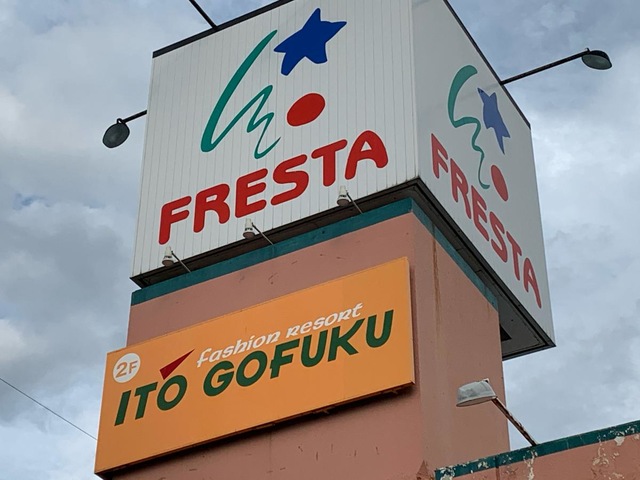 FRESTA
FRESTA
2F
fashion resort
ITO GOFUKU